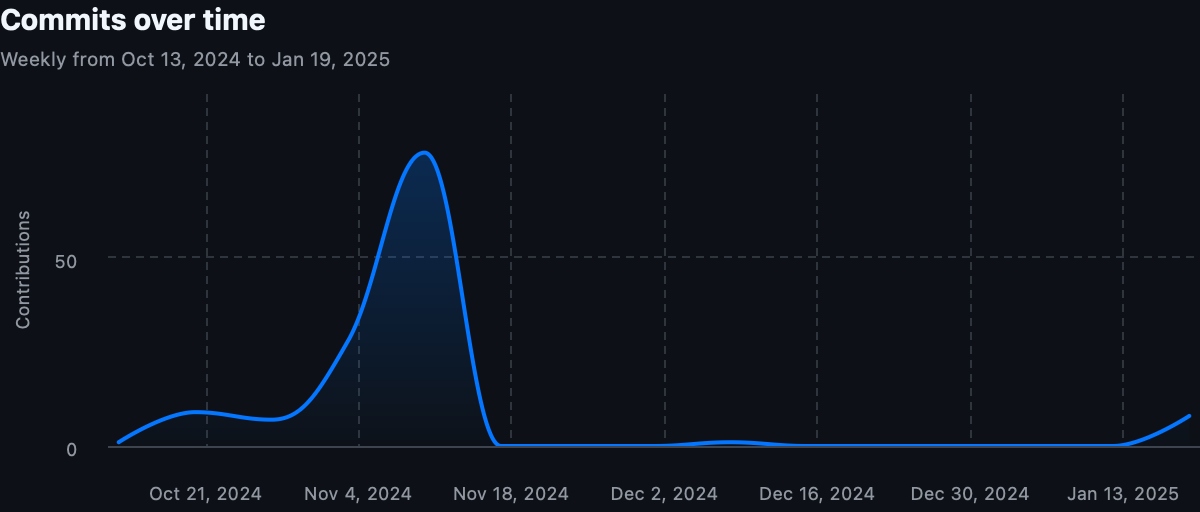 Commits over time
Weekly from Oct 13, 2024 to Jan 19, 2025
Contributions
50
0
Oct 21, 2024
Nov 4, 2024
Nov 18, 2024
Dec 2, 2024
Dec 16, 2024
Dec 30, 2024
Jan 13, 2025